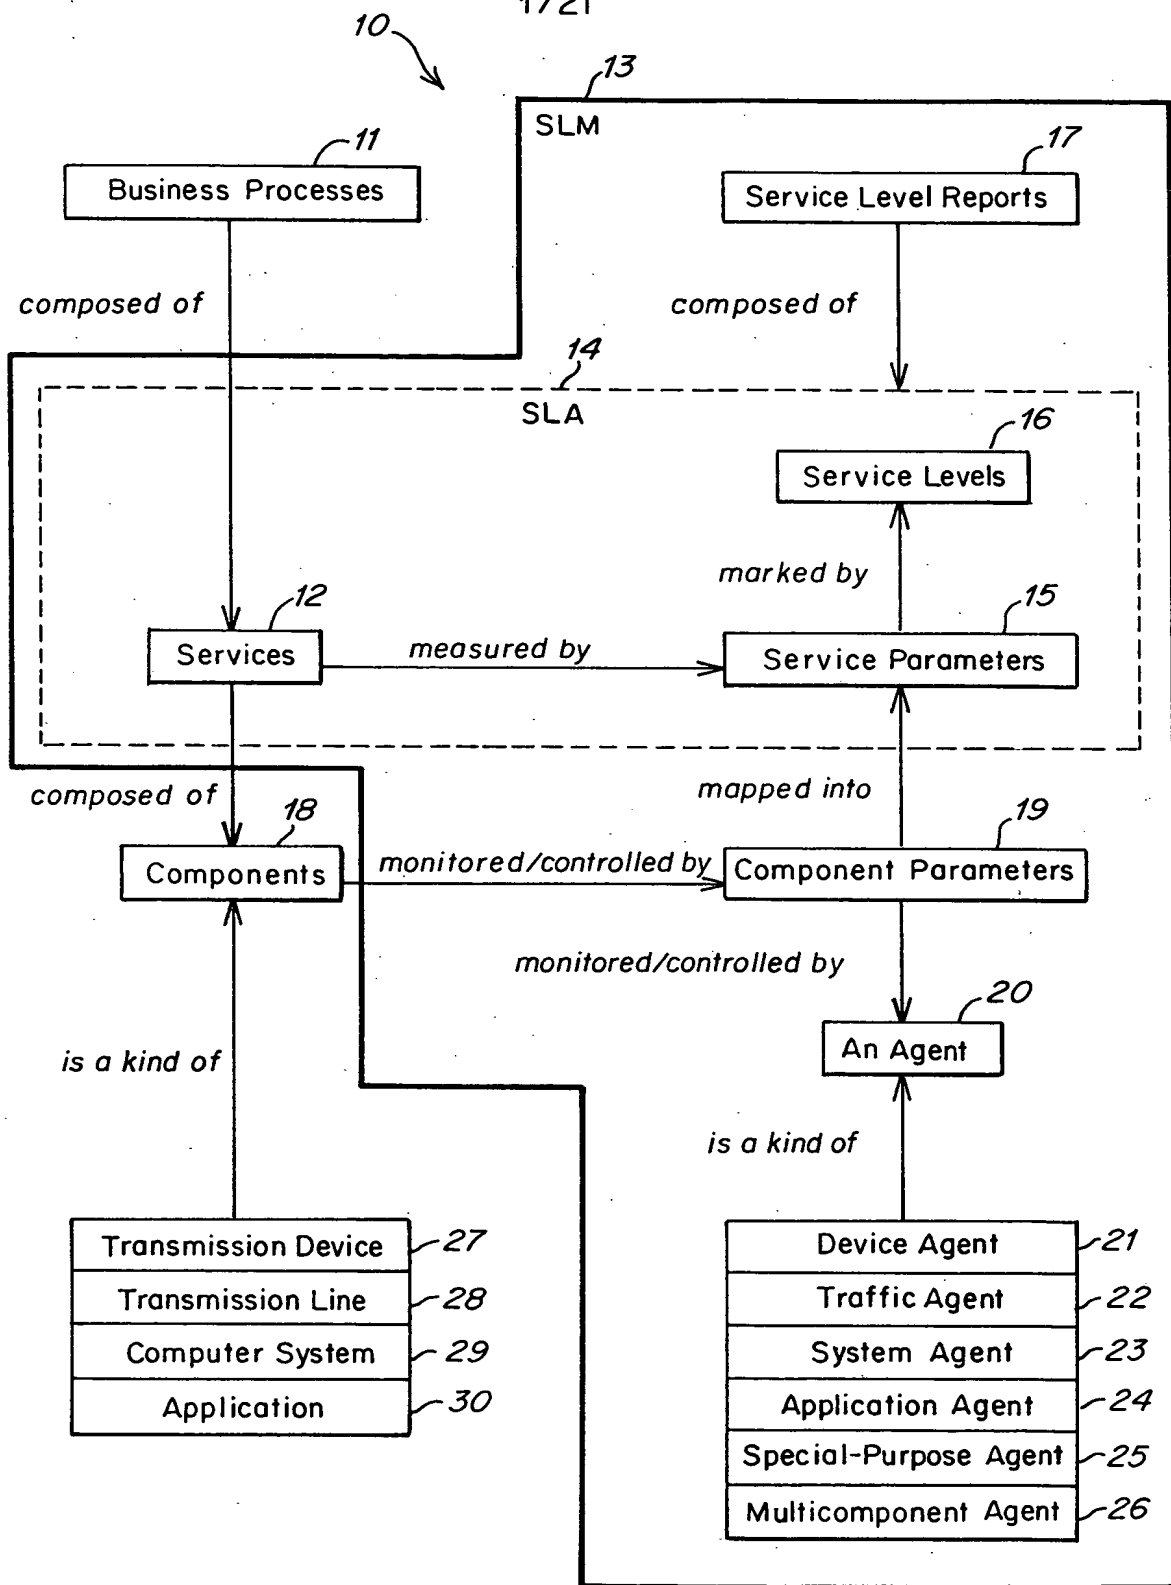 1/21
10
13
SLM
11
Business Processes
17
Service Level Reports
composed of
composed of
14
SLA
16
Service Levels
marked by
12
Services
measured by
15
Service Parameters
composed of
mapped into
18
Components
monitored/controlled by
19
Component Parameters
monitored/controlled by
20
An Agent
is a kind of
is a kind of
Transmission Device 27
Transmission Line 28
Computer System 29
Application 30
Device Agent 21
Traffic Agent 22
System Agent 23
Application Agent 24
Special-Purpose Agent 25
Multicomponent Agent 26